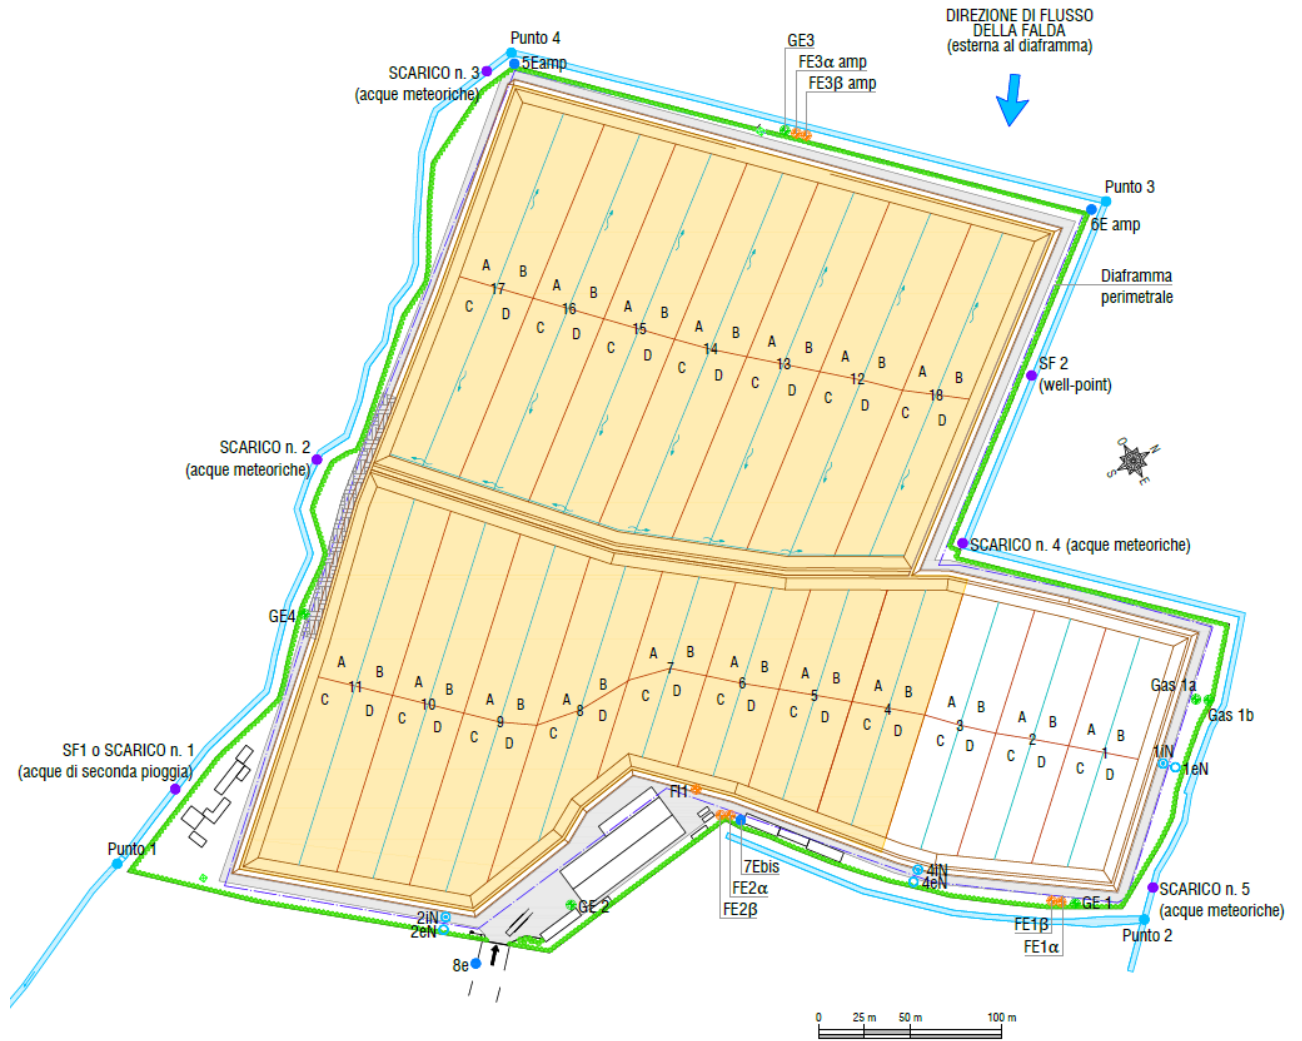 DIREZIONE DI FLUSSO
DELLA FALDA
(esterna al diaframma)
Punto 4
5Eamp
SCARICO n. 3
(acque meteoriche)
GE3
FE3α amp
FE3β amp
Punto 3
6E amp
Diaframma
perimetrale
SF 2
(well-point)
O N
S E
A B
17
C D
A B
16
C D
A B
15
C D
A B
14
C D
A B
13
C D
A B
12
C D
A B
18
C D
SCARICO n. 2
(acque meteoriche)
SCARICO n. 4 (acque meteoriche)
GE4
A B
11
C D
A B
10
C D
A B
9
C D
A B
8
C D
A B
7
C D
A B
6
C D
A B
5
C D
A B
4
C D
A B
3
C D
A B
2
C D
A B
1
C D
Gas 1a
Gas 1b
1iN
1eN
SF1 o SCARICO n. 1
(acque di seconda pioggia)
Punto 1
FI1
7Ebis
FE2α
FE2β
4iN
4eN
GE 2
2iN
2eN
8e
GE 1
FE1β
FE1α
SCARICO n. 5
(acque meteoriche)
Punto 2
0 25 m 50 m 100 m